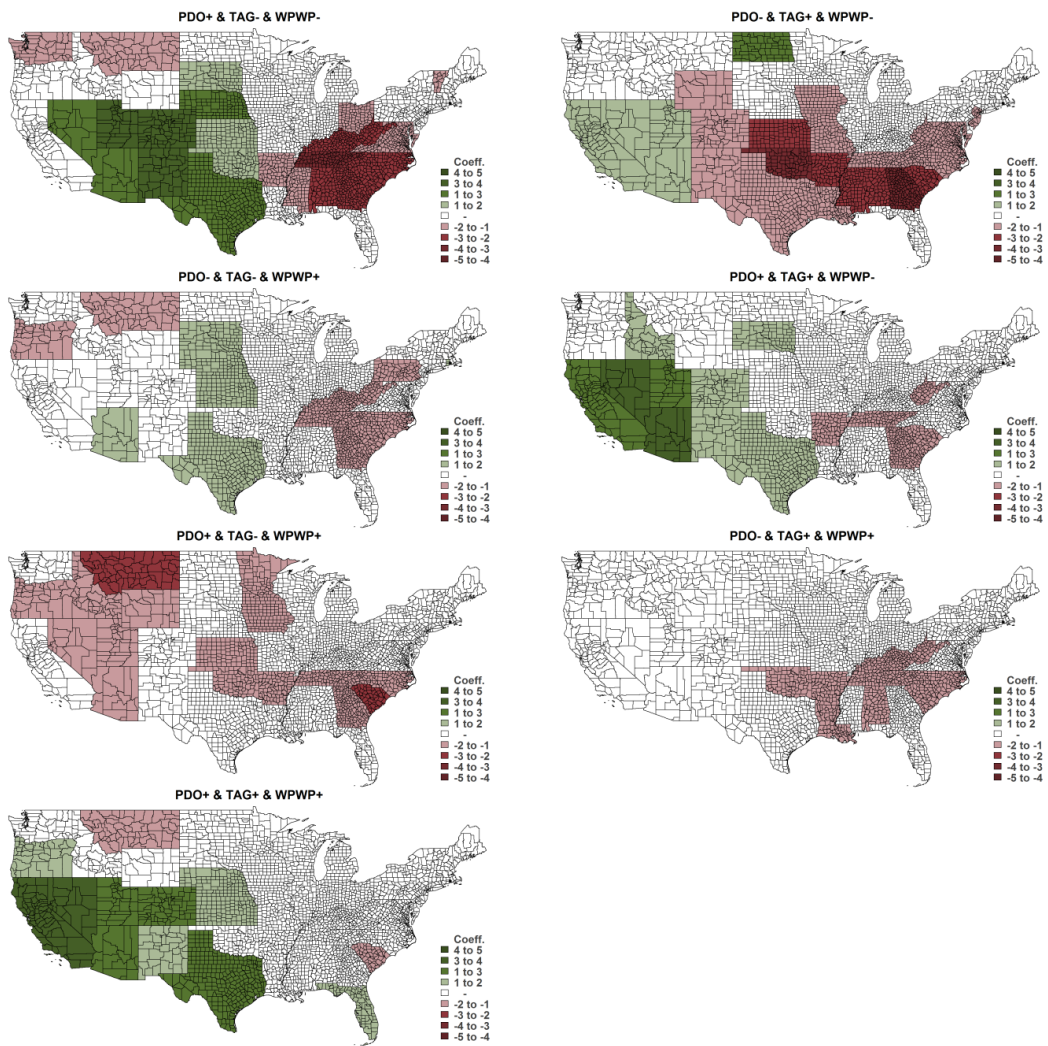 PDO+ & TAG- & WPWP-
Coeff.
4 to 5
3 to 4
1 to 3
1 to 2
-
-2 to -1
-3 to -2
-4 to -3
-5 to -4
PDO- & TAG+ & WPWP-
Coeff.
4 to 5
3 to 4
1 to 3
1 to 2
-
-2 to -1
-3 to -2
-4 to -3
-5 to -4
PDO- & TAG- & WPWP+
Coeff.
4 to 5
3 to 4
1 to 3
1 to 2
-
-2 to -1
-3 to -2
-4 to -3
-5 to -4
PDO+ & TAG+ & WPWP-
Coeff.
4 to 5
3 to 4
1 to 3
1 to 2
-
-2 to -1
-3 to -2
-4 to -3
-5 to -4
PDO+ & TAG- & WPWP+
Coeff.
4 to 5
3 to 4
1 to 3
1 to 2
-
-2 to -1
-3 to -2
-4 to -3
-5 to -4
PDO- & TAG+ & WPWP+
Coeff.
4 to 5
3 to 4
1 to 3
1 to 2
-
-2 to -1
-3 to -2
-4 to -3
-5 to -4
PDO+ & TAG+ & WPWP+
Coeff.
4 to 5
3 to 4
1 to 3
1 to 2
-
-2 to -1
-3 to -2
-4 to -3
-5 to -4